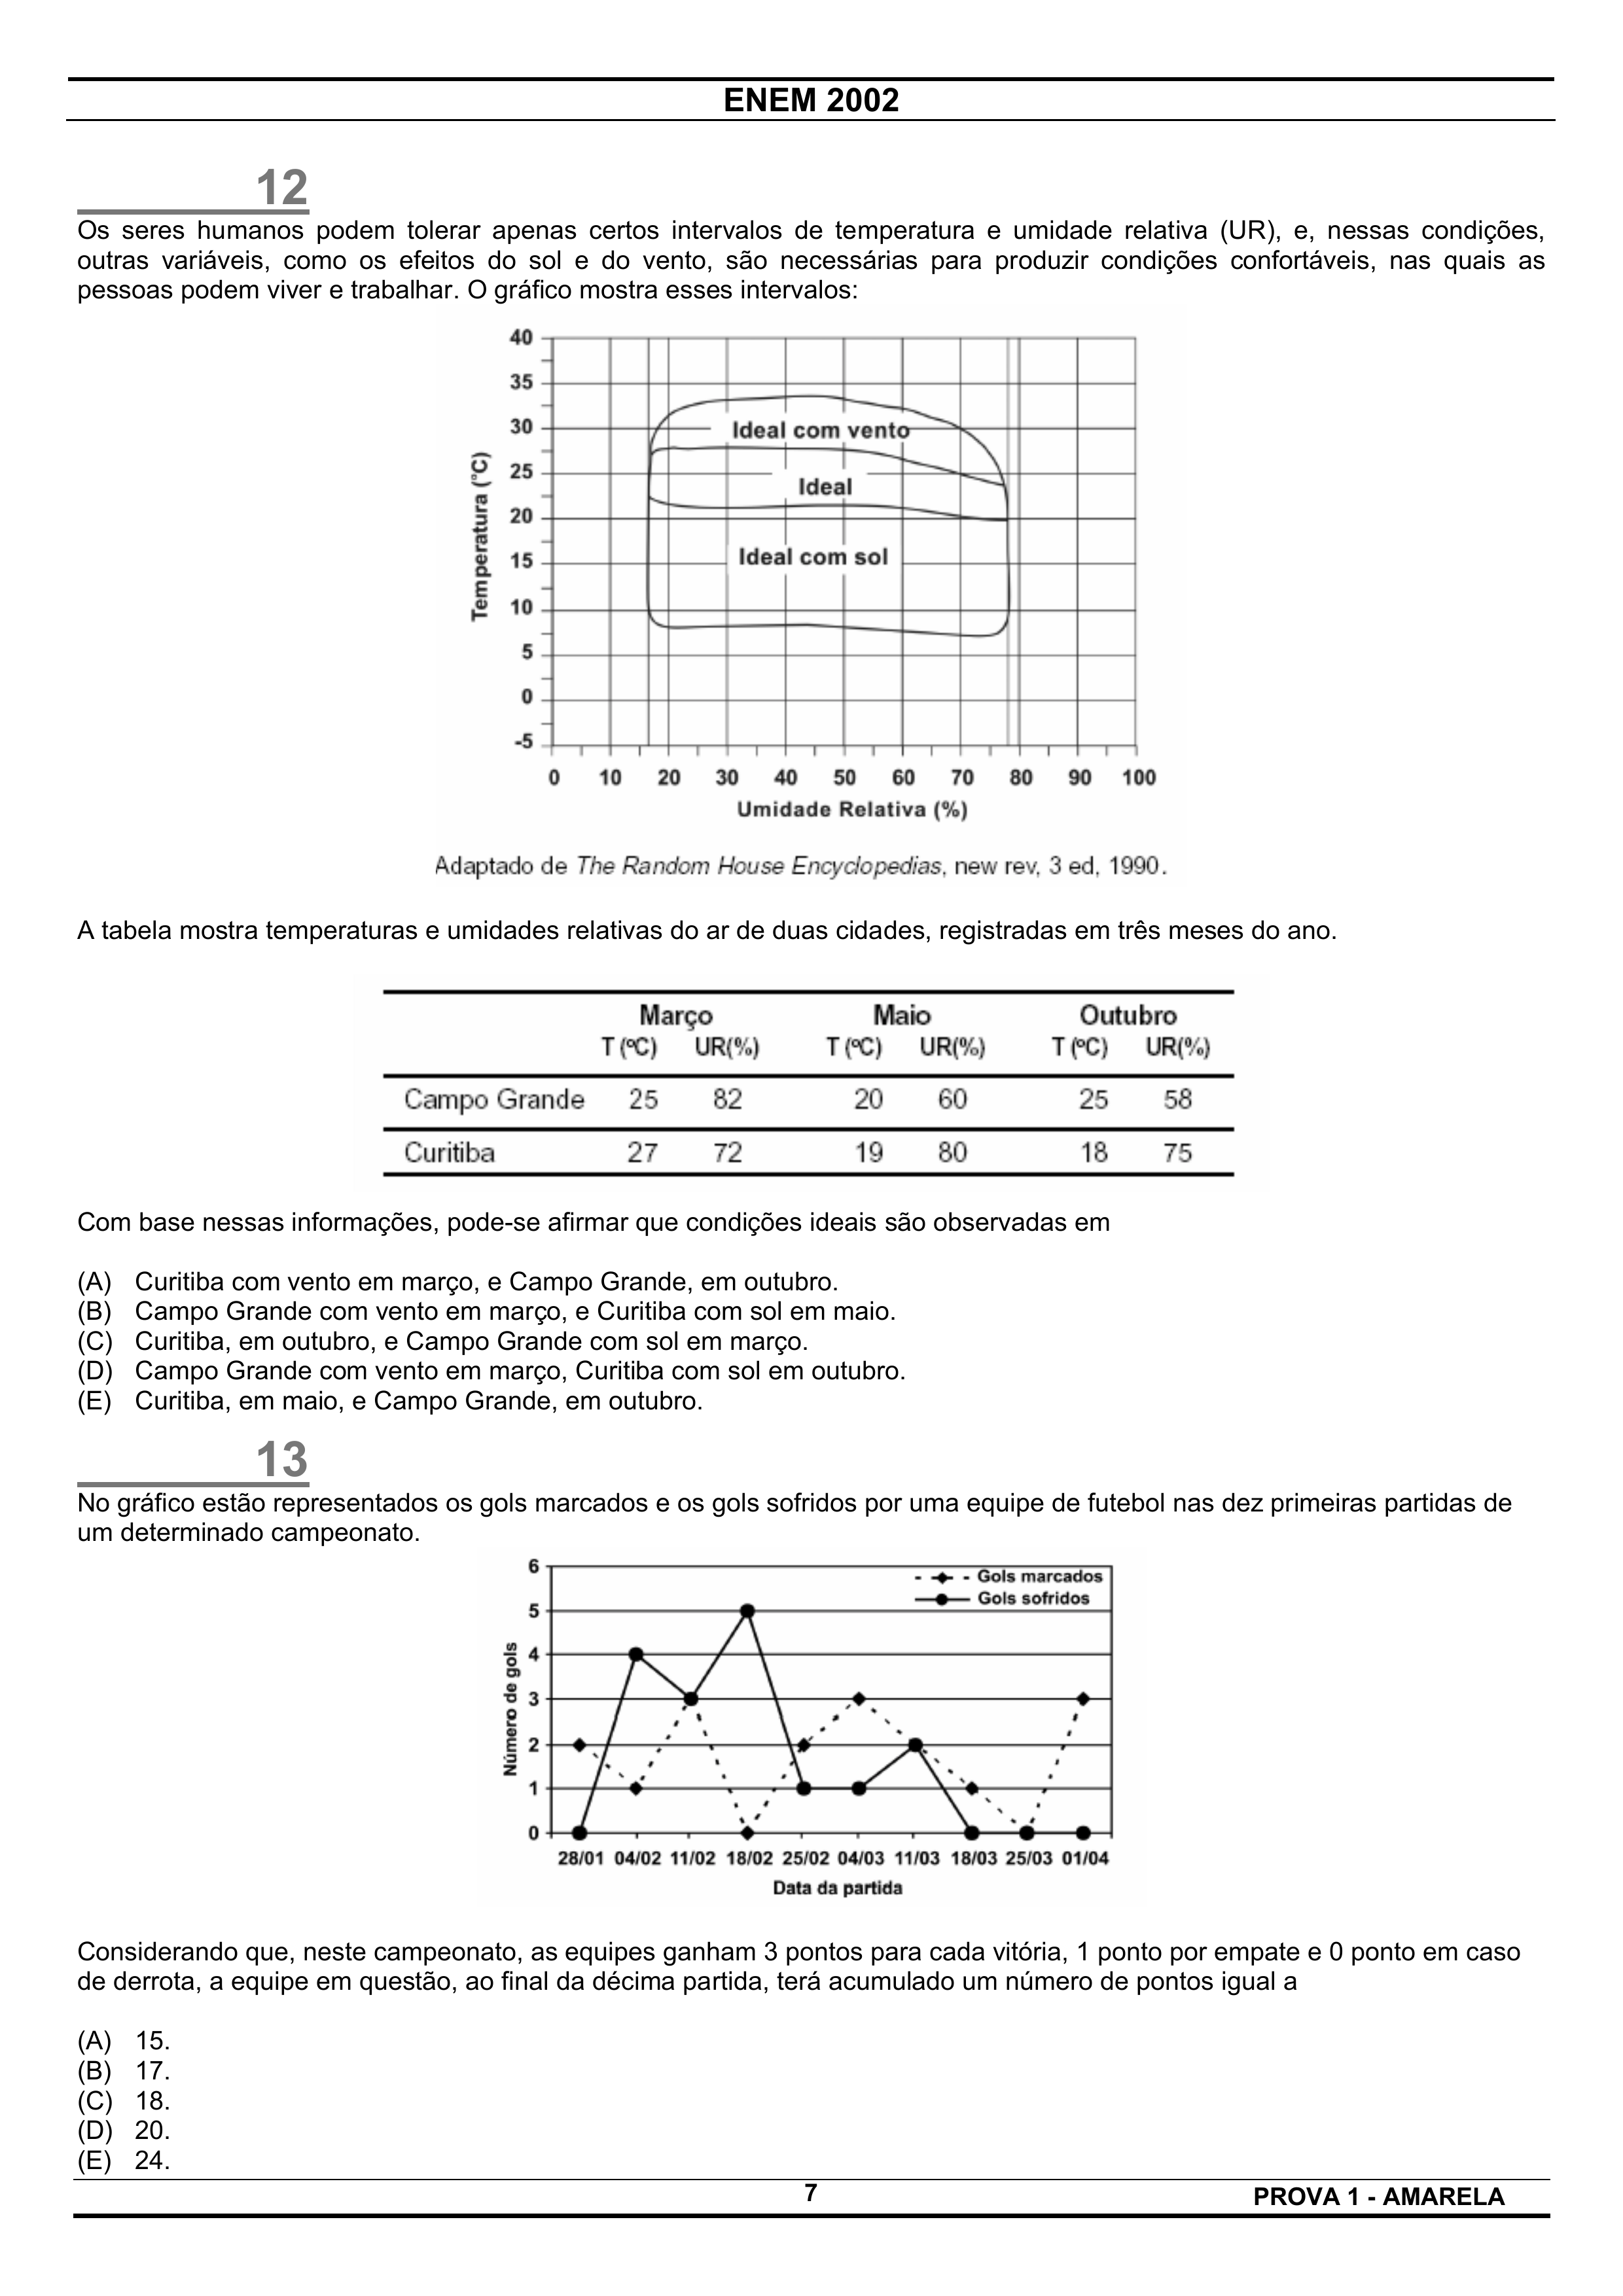 ENEM 2002
12
Os seres humanos podem tolerar apenas certos intervalos de temperatura e umidade relativa (UR), e, nessas condições,
outras variáveis, como os efeitos do sol e do vento, são necessárias para produzir condições confortáveis, nas quais as
pessoas podem viver e trabalhar. O gráfico mostra esses intervalos:
40
35
30
25
20
15
10
5
0
-5
Temperatura (°C)
Ideal com vento
Ideal
Ideal com sol
0 10 20 30 40 50 60 70 80 90 100
Umidade Relativa (%)
Adaptado de The Random House Encyclopedias, new rev, 3 ed, 1990.
A tabela mostra temperaturas e umidades relativas do ar de duas cidades, registradas em três meses do ano.
Março Maio Outubro
T (ºC) UR(%) T (ºC) UR(%) T (ºC) UR(%)
Campo Grande 25 82 20 60 25 58
Curitiba 27 72 19 80 18 75
Com base nessas informações, pode-se afirmar que condições ideais são observadas em
(A) Curitiba com vento em março, e Campo Grande, em outubro.
(B) Campo Grande com vento em março, e Curitiba com sol em maio.
(C) Curitiba, em outubro, e Campo Grande com sol em março.
(D) Campo Grande com vento em março, Curitiba com sol em outubro.
(E) Curitiba, em maio, e Campo Grande, em outubro.
13
No gráfico estão representados os gols marcados e os gols sofridos por uma equipe de futebol nas dez primeiras partidas de
um determinado campeonato.
6
5
4
3
2
1
0
Número de gols
Gols marcados
Gols sofridos
28/01 04/02 11/02 18/02 25/02 04/03 11/03 18/03 25/03 01/04
Data da partida
Considerando que, neste campeonato, as equipes ganham 3 pontos para cada vitória, 1 ponto por empate e 0 ponto em caso
de derrota, a equipe em questão, ao final da décima partida, terá acumulado um número de pontos igual a
(A) 15.
(B) 17.
(C) 18.
(D) 20.
(E) 24.
7
PROVA 1 - AMARELA